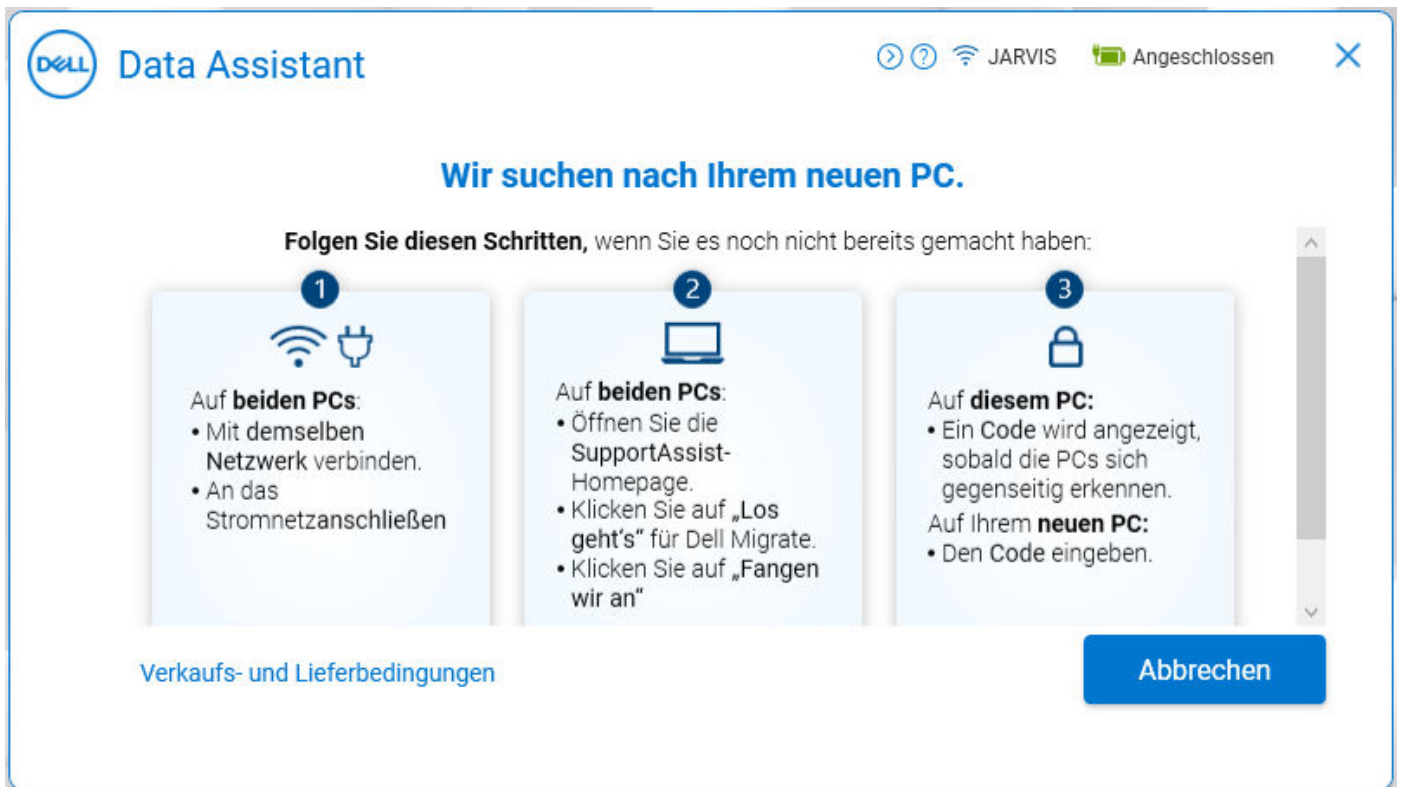 DELL
Data Assistant
JARVIS
Angeschlossen
Wir suchen nach Ihrem neuen PC.
Folgen Sie diesen Schritten, wenn Sie es noch nicht bereits gemacht haben:
1
Auf beiden PCs:
• Mit demselben
Netzwerk verbinden.
• An das
Stromnetzanschließen
2
Auf beiden PCs:
• Öffnen Sie die
SupportAssist-
Homepage.
• Klicken Sie auf „Los
geht's“ für Dell Migrate.
• Klicken Sie auf „Fangen
wir an“
3
Auf diesem PC:
• Ein Code wird angezeigt,
sobald die PCs sich
gegenseitig erkennen.
Auf Ihrem neuen PC:
• Den Code eingeben.
Verkaufs- und Lieferbedingungen
Abbrechen